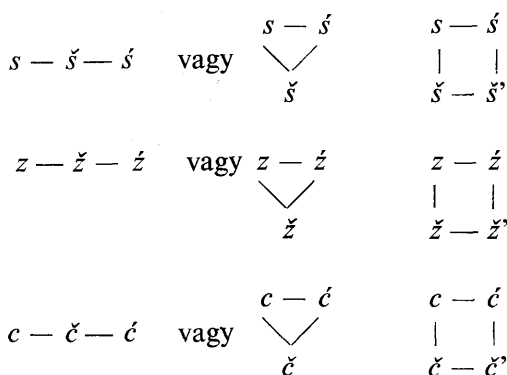 s — ś s — ś
s — š — ś vagy
š š — š’
z — ž — ź vagy z — ź z — ź
ž ž — ž’
c — ć c — ć
c — č — ć vagy
č č — č’